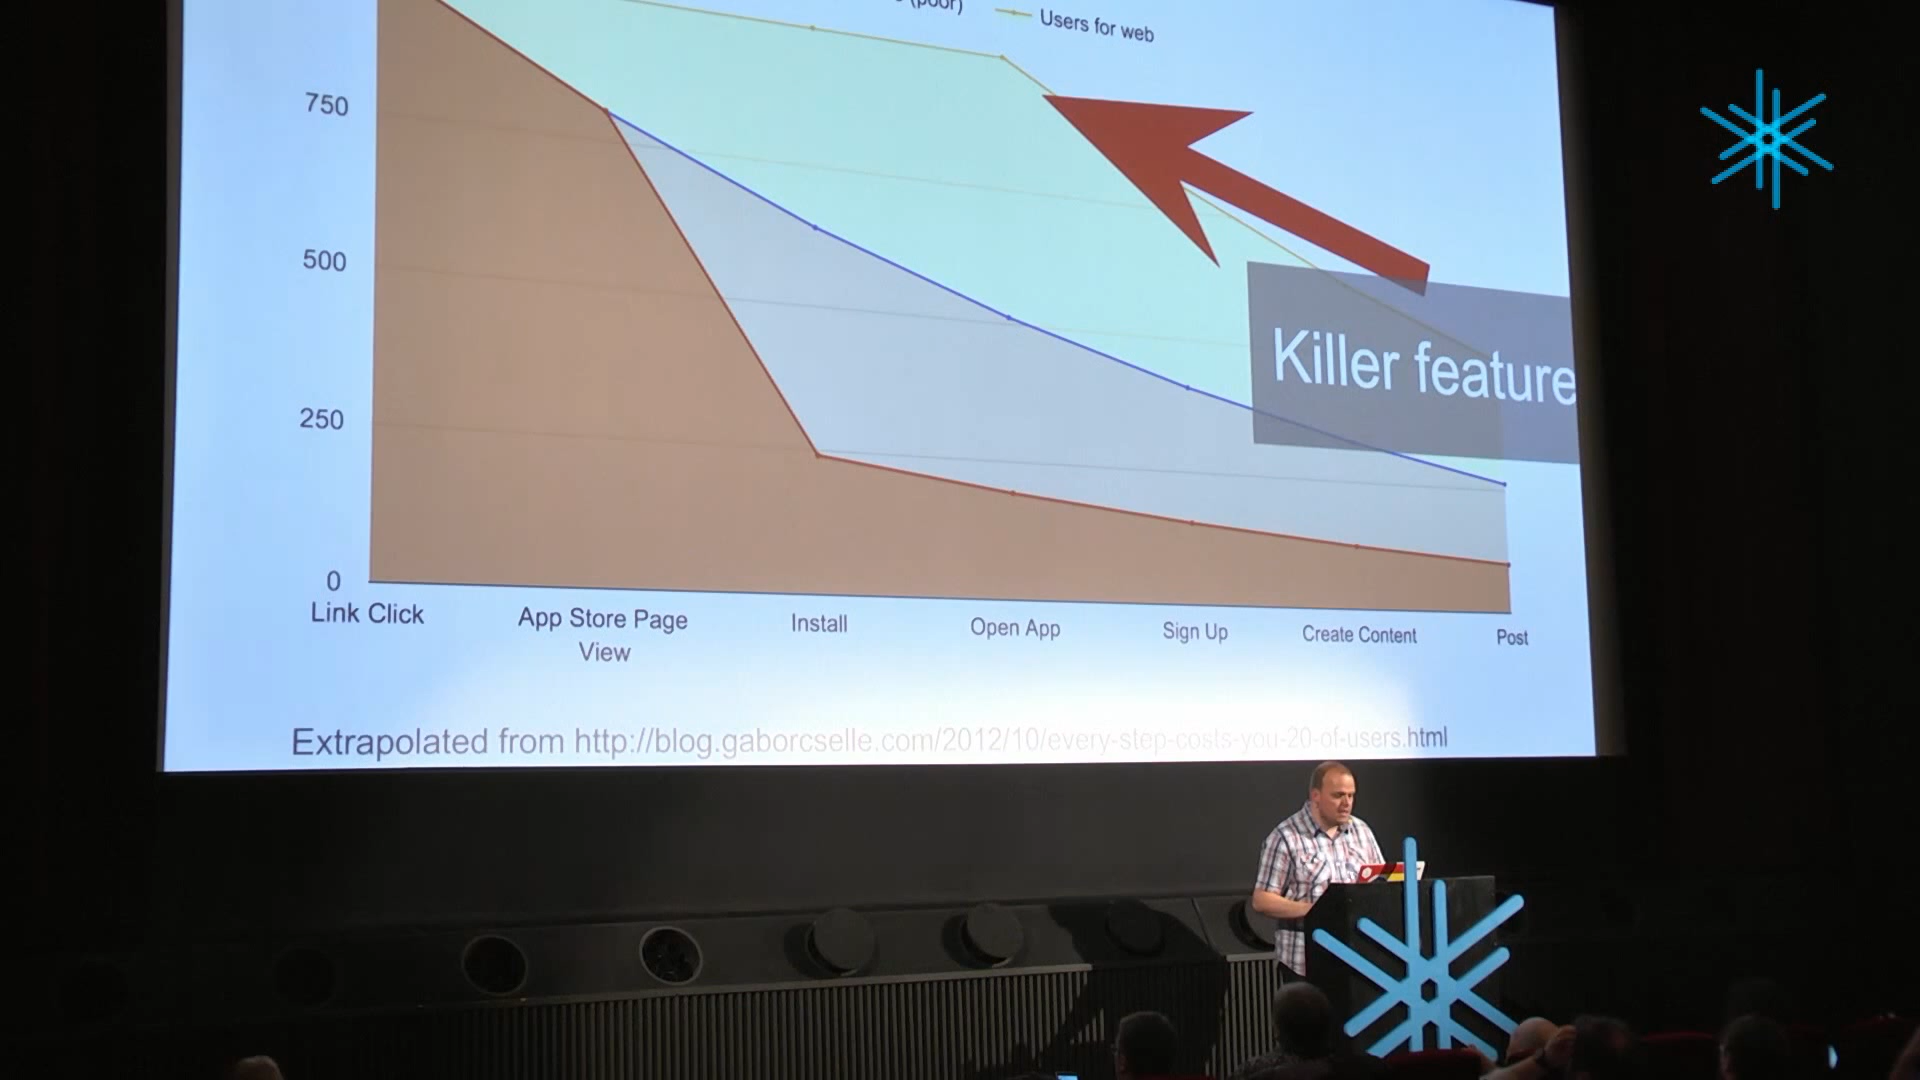 (poor)
Users for web
750
500
250
0
Killer feature
Link Click
App Store Page
View
Install
Open App
Sign Up
Create Content
Post
Extrapolated from http://blog.gaborcselle.com/2012/10/every-step-costs-you-20-of-users.html